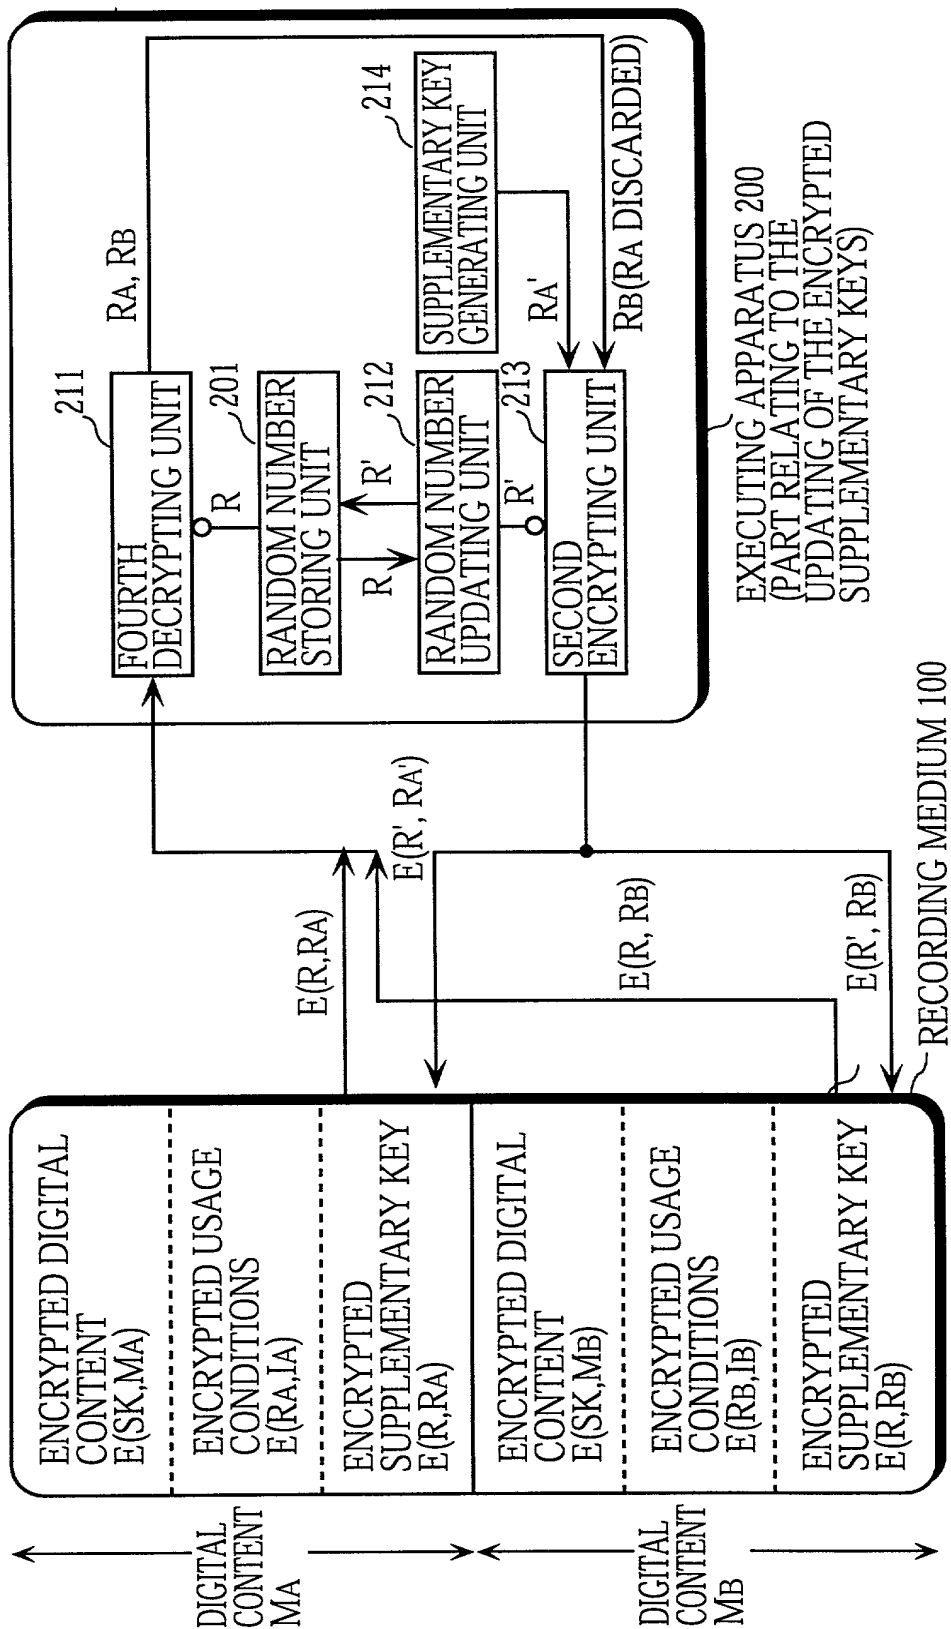 DIGITAL
CONTENT
MA
DIGITAL
CONTENT
MB
ENCRYPTED DIGITAL
CONTENT
E(SK,MA)
ENCRYPTED USAGE
CONDITIONS
E(RA,IA)
ENCRYPTED
SUPPLEMENTARY KEY
E(R,RA)
ENCRYPTED DIGITAL
CONTENT
E(SK,MB)
ENCRYPTED USAGE
CONDITIONS
E(RB,IB)
ENCRYPTED
SUPPLEMENTARY KEY
E(R,RB)
RECORDING MEDIUM 100
E(R,RA)
E(R', RA')
E(R, RB)
E(R', RB)
FOURTH
DECRYPTING UNIT
211
RA, RB
R
RANDOM NUMBER
STORING UNIT
201
R
R'
RANDOM NUMBER
UPDATING UNIT
212
R'
SECOND
ENCRYPTING UNIT
213
SUPPLEMENTARY KEY
GENERATING UNIT
214
RA'
RB(RA DISCARDED)
EXECUTING APPARATUS 200
(PART RELATING TO THE
UPDATING OF THE ENCRYPTED
SUPPLEMENTARY KEYS)